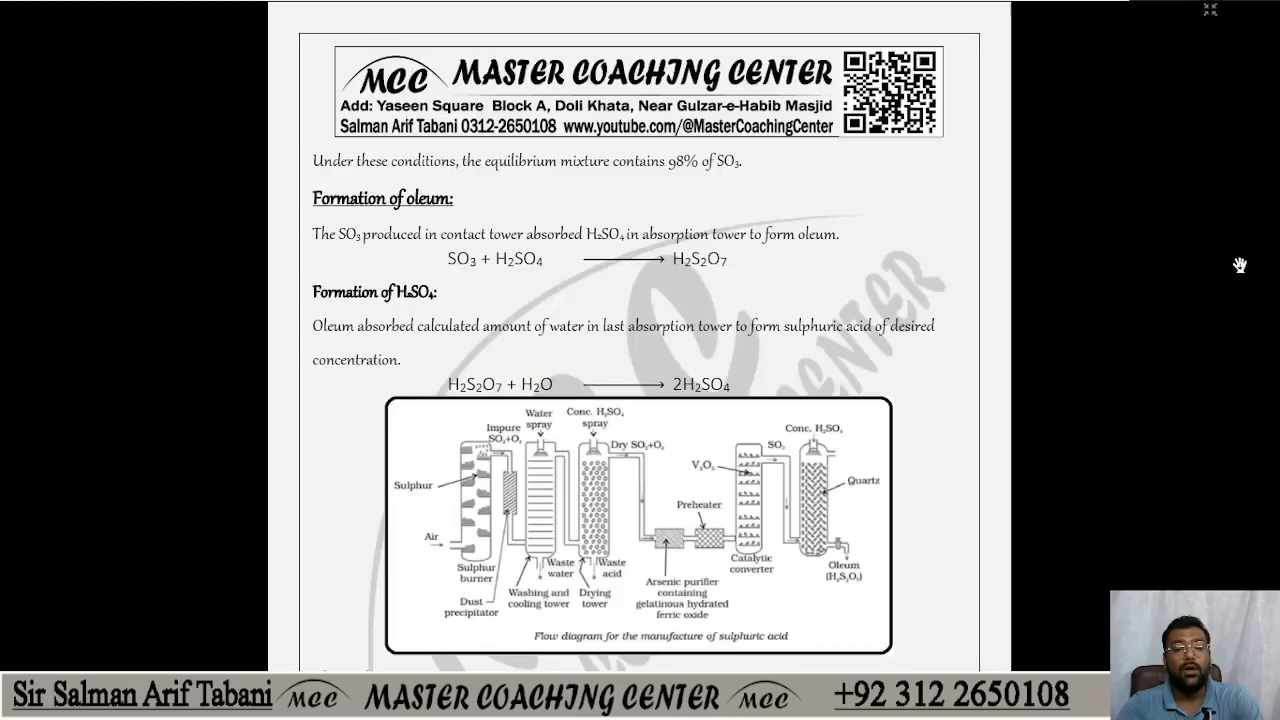 MCC MASTER COACHING CENTER
Add: Yaseen Square Block A, Doli Khata, Near Gulzar-e-Habib Masjid
Salman Arif Tabani 0312-2650108 www.youtube.com/@MasterCoachingCenter
Under these conditions, the equilibrium mixture contains 98% of SO₃.
Formation of oleum:
The SO₃ produced in contact tower absorbed H₂SO₄ in absorption tower to form oleum.
SO₃ + H₂SO₄ ⟶ H₂S₂O₇
Formation of H₂SO₄:
Oleum absorbed calculated amount of water in last absorption tower to form sulphuric acid of desired
concentration.
H₂S₂O₇ + H₂O ⟶ 2H₂SO₄
Impure
SO₂+O₂
Water
spray
Conc. H₂SO₄
spray
Dry SO₂+O₂
SO₃
Conc. H₂SO₄
V₂O₅
Sulphur
Quartz
Preheater
Air
Sulphur
burner
Waste
water
Waste
acid
Catalytic
converter
Oleum
(H₂S₂O₇)
Dust
precipitator
Washing and
cooling tower
Drying
tower
Arsenic purifier
containing
gelatinous hydrated
ferric oxide
Flow diagram for the manufacture of sulphuric acid
CENTER
Sir Salman Arif Tabani MCC MASTER COACHING CENTER MCC +92 312 2650108